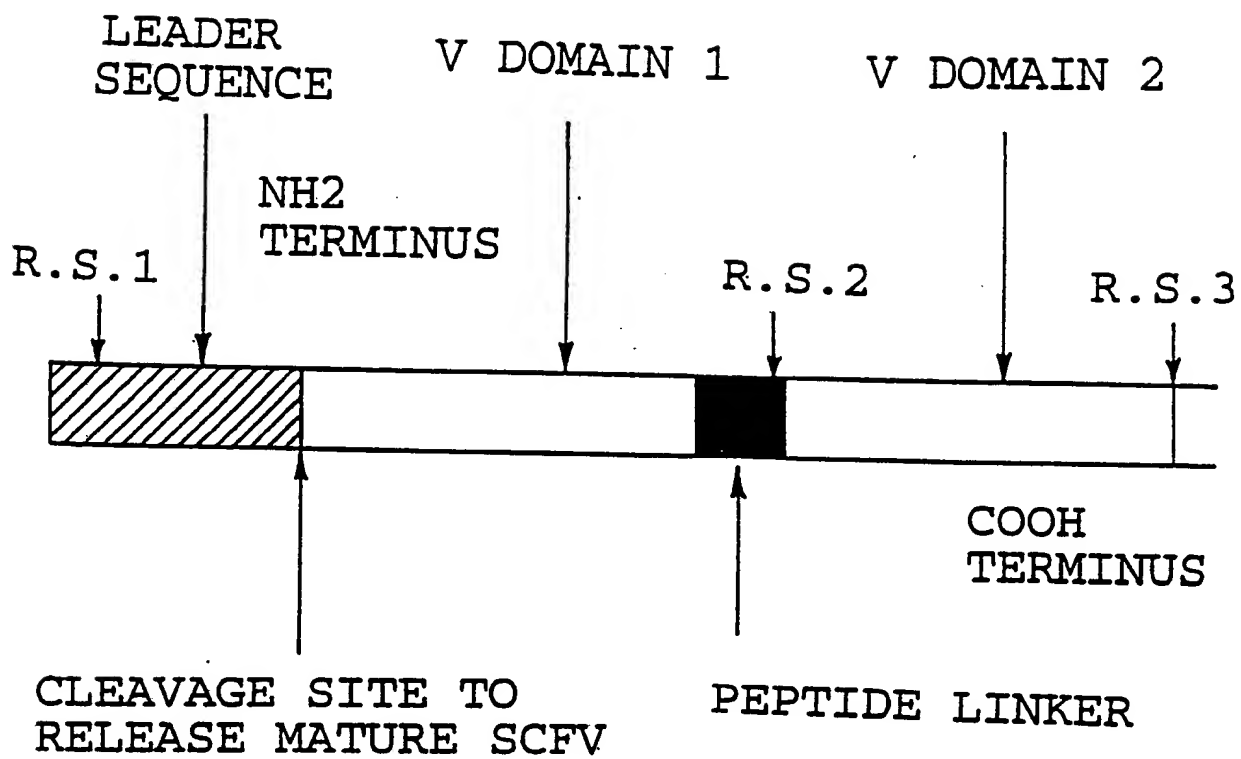 LEADER
SEQUENCE
V DOMAIN 1
V DOMAIN 2
NH2
TERMINUS
R.S.1
R.S.2
R.S.3
COOH
TERMINUS
CLEAVAGE SITE TO
RELEASE MATURE SCFV
PEPTIDE LINKER